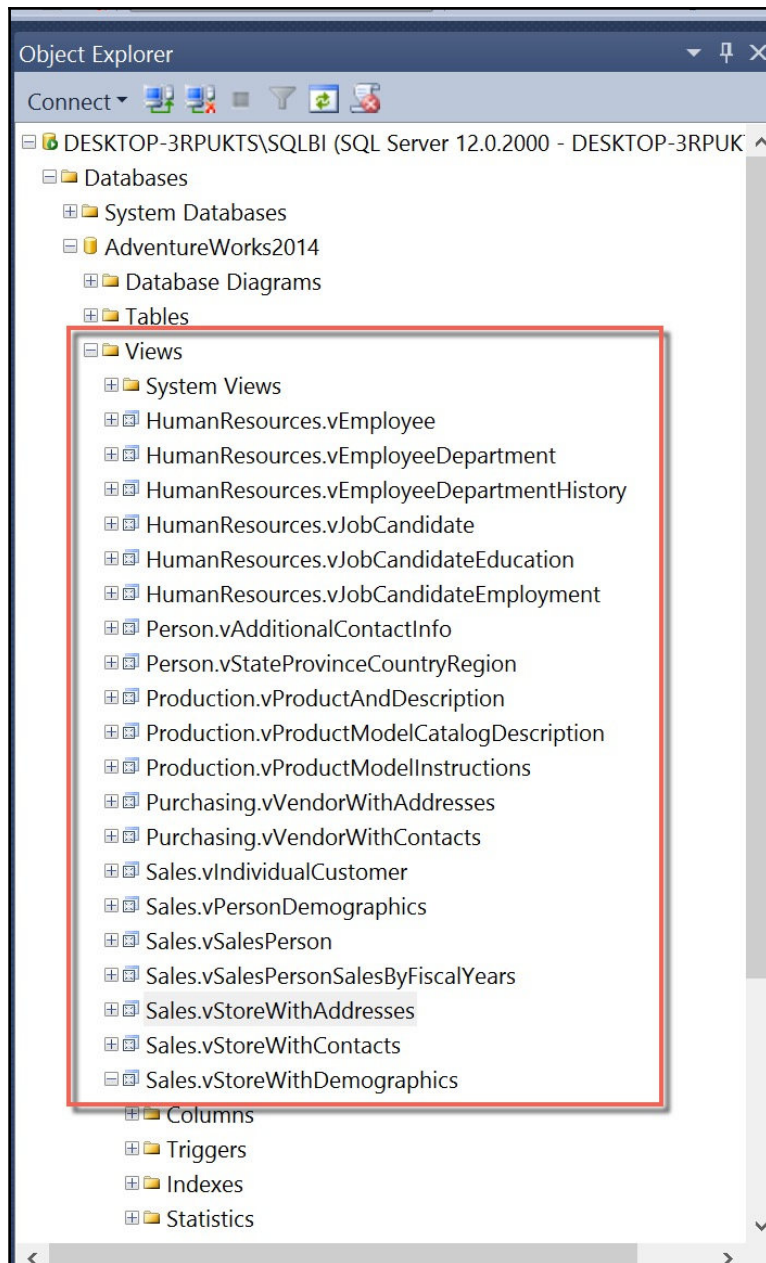 Object Explorer
Connect
DESKTOP-3RPUKTS\SQLBI (SQL Server 12.0.2000 - DESKTOP-3RPUK
Databases
System Databases
AdventureWorks2014
Database Diagrams
Tables
Views
System Views
HumanResources.vEmployee
HumanResources.vEmployeeDepartment
HumanResources.vEmployeeDepartmentHistory
HumanResources.vJobCandidate
HumanResources.vJobCandidateEducation
HumanResources.vJobCandidateEmployment
Person.vAdditionalContactInfo
Person.vStateProvinceCountryRegion
Production.vProductAndDescription
Production.vProductModelCatalogDescription
Production.vProductModelInstructions
Purchasing.vVendorWithAddresses
Purchasing.vVendorWithContacts
Sales.vIndividualCustomer
Sales.vPersonDemographics
Sales.vSalesPerson
Sales.vSalesPersonSalesByFiscalYears
Sales.vStoreWithAddresses
Sales.vStoreWithContacts
Sales.vStoreWithDemographics
Columns
Triggers
Indexes
Statistics